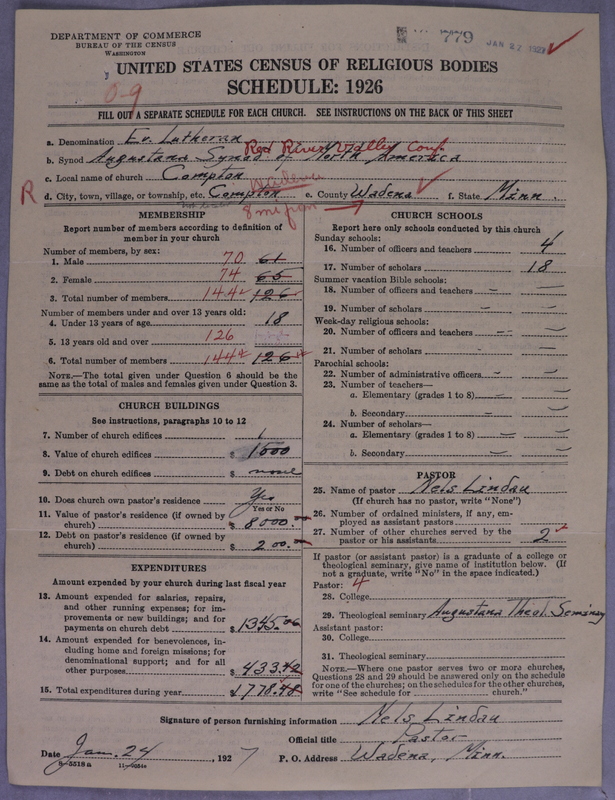 DEPARTMENT OF COMMERCE
BUREAU OF THE CENSUS
WASHINGTON
779
JAN 27 1927
UNITED STATES CENSUS OF RELIGIOUS BODIES
SCHEDULE: 1926
0-9
FILL OUT A SEPARATE SCHEDULE FOR EACH CHURCH. SEE INSTRUCTIONS ON THE BACK OF THIS SHEET
a. Denomination Ev. Lutheran
Red River Valley Conf.
b. Synod Augustana Synod of North America
c. Local name of church Compton
R d. City, town, village, or township, etc. Compton e. County Wadena f. State Minn.
Wadena
8 mi from
MEMBERSHIP
Report number of members according to definition of
member in your church
Number of members, by sex:
1. Male 70 61
2. Female 74 65
3. Total number of members 144 126
Number of members under and over 13 years old:
4. Under 13 years of age 18
5. 13 years old and over 126
6. Total number of members 144 126
NOTE.—The total given under Question 6 should be the
same as the total of males and females given under Question 3.
CHURCH BUILDINGS
See instructions, paragraphs 10 to 12
7. Number of church edifices 1
8. Value of church edifices $ 1500
9. Debt on church edifices $ none
10. Does church own pastor's residence Yes
Yes or No
11. Value of pastor's residence (if owned by
church) $ 8000.00
12. Debt on pastor's residence (if owned by
church) $ 200.00
EXPENDITURES
Amount expended by your church during last fiscal year
13. Amount expended for salaries, repairs,
and other running expenses; for im-
provements or new buildings; and for
payments on church debt $ 1345.06
14. Amount expended for benevolences, in-
cluding home and foreign missions; for
denominational support; and for all
other purposes $ 433.42
15. Total expenditures during year $ 1778.48
CHURCH SCHOOLS
Report here only schools conducted by this church
Sunday schools:
16. Number of officers and teachers 4
17. Number of scholars 18
Summer vacation Bible schools:
18. Number of officers and teachers –
19. Number of scholars –
Week-day religious schools:
20. Number of officers and teachers –
21. Number of scholars –
Parochial schools:
22. Number of administrative officers –
23. Number of teachers—
a. Elementary (grades 1 to 8) –
b. Secondary –
24. Number of scholars—
a. Elementary (grades 1 to 8) –
b. Secondary –
PASTOR
25. Name of pastor Nels Lindau
(If church has no pastor, write "None")
26. Number of ordained ministers, if any, em-
ployed as assistant pastors
27. Number of other churches served by the
pastor or his assistants 2
If pastor (or assistant pastor) is a graduate of a college or
theological seminary, give name of institution below. (If
not a graduate, write "No" in the space indicated.)
Pastor: 4
28. College
29. Theological seminary Augustana Theol. Seminary
Assistant pastor:
30. College
31. Theological seminary
NOTE.—Where one pastor serves two or more churches,
Questions 28 and 29 should be answered only on the schedule
for one of the churches; on the schedules for the other churches,
write "See schedule for church."
Signature of person furnishing information Nels Lindau
Official title Pastor
Date Jan. 24, 1927 P. O. Address Wadena, Minn.
8-5518a 11-9034a